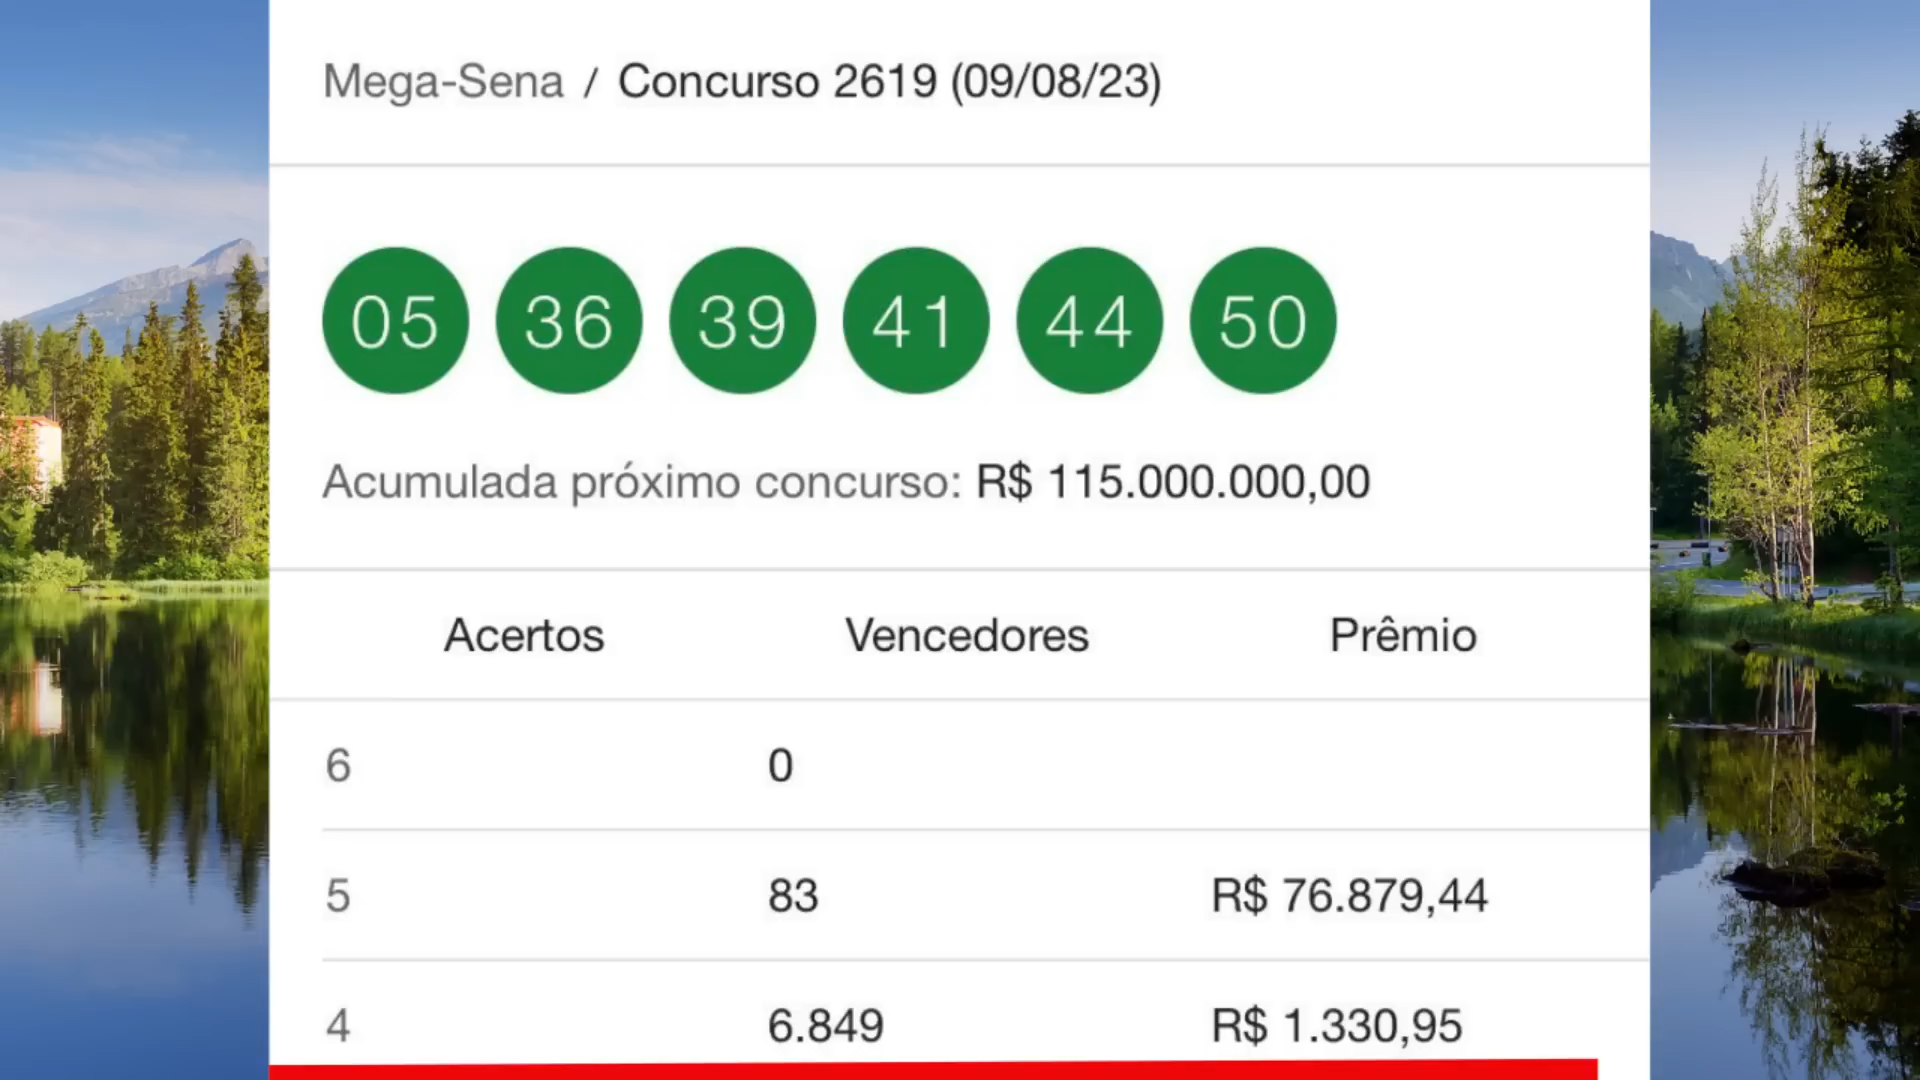 Mega-Sena / Concurso 2619 (09/08/23)
05 36 39 41 44 50
Acumulada próximo concurso: R$ 115.000.000,00
Acertos Vencedores Prêmio
6 0
5 83 R$ 76.879,44
4 6.849 R$ 1.330,95